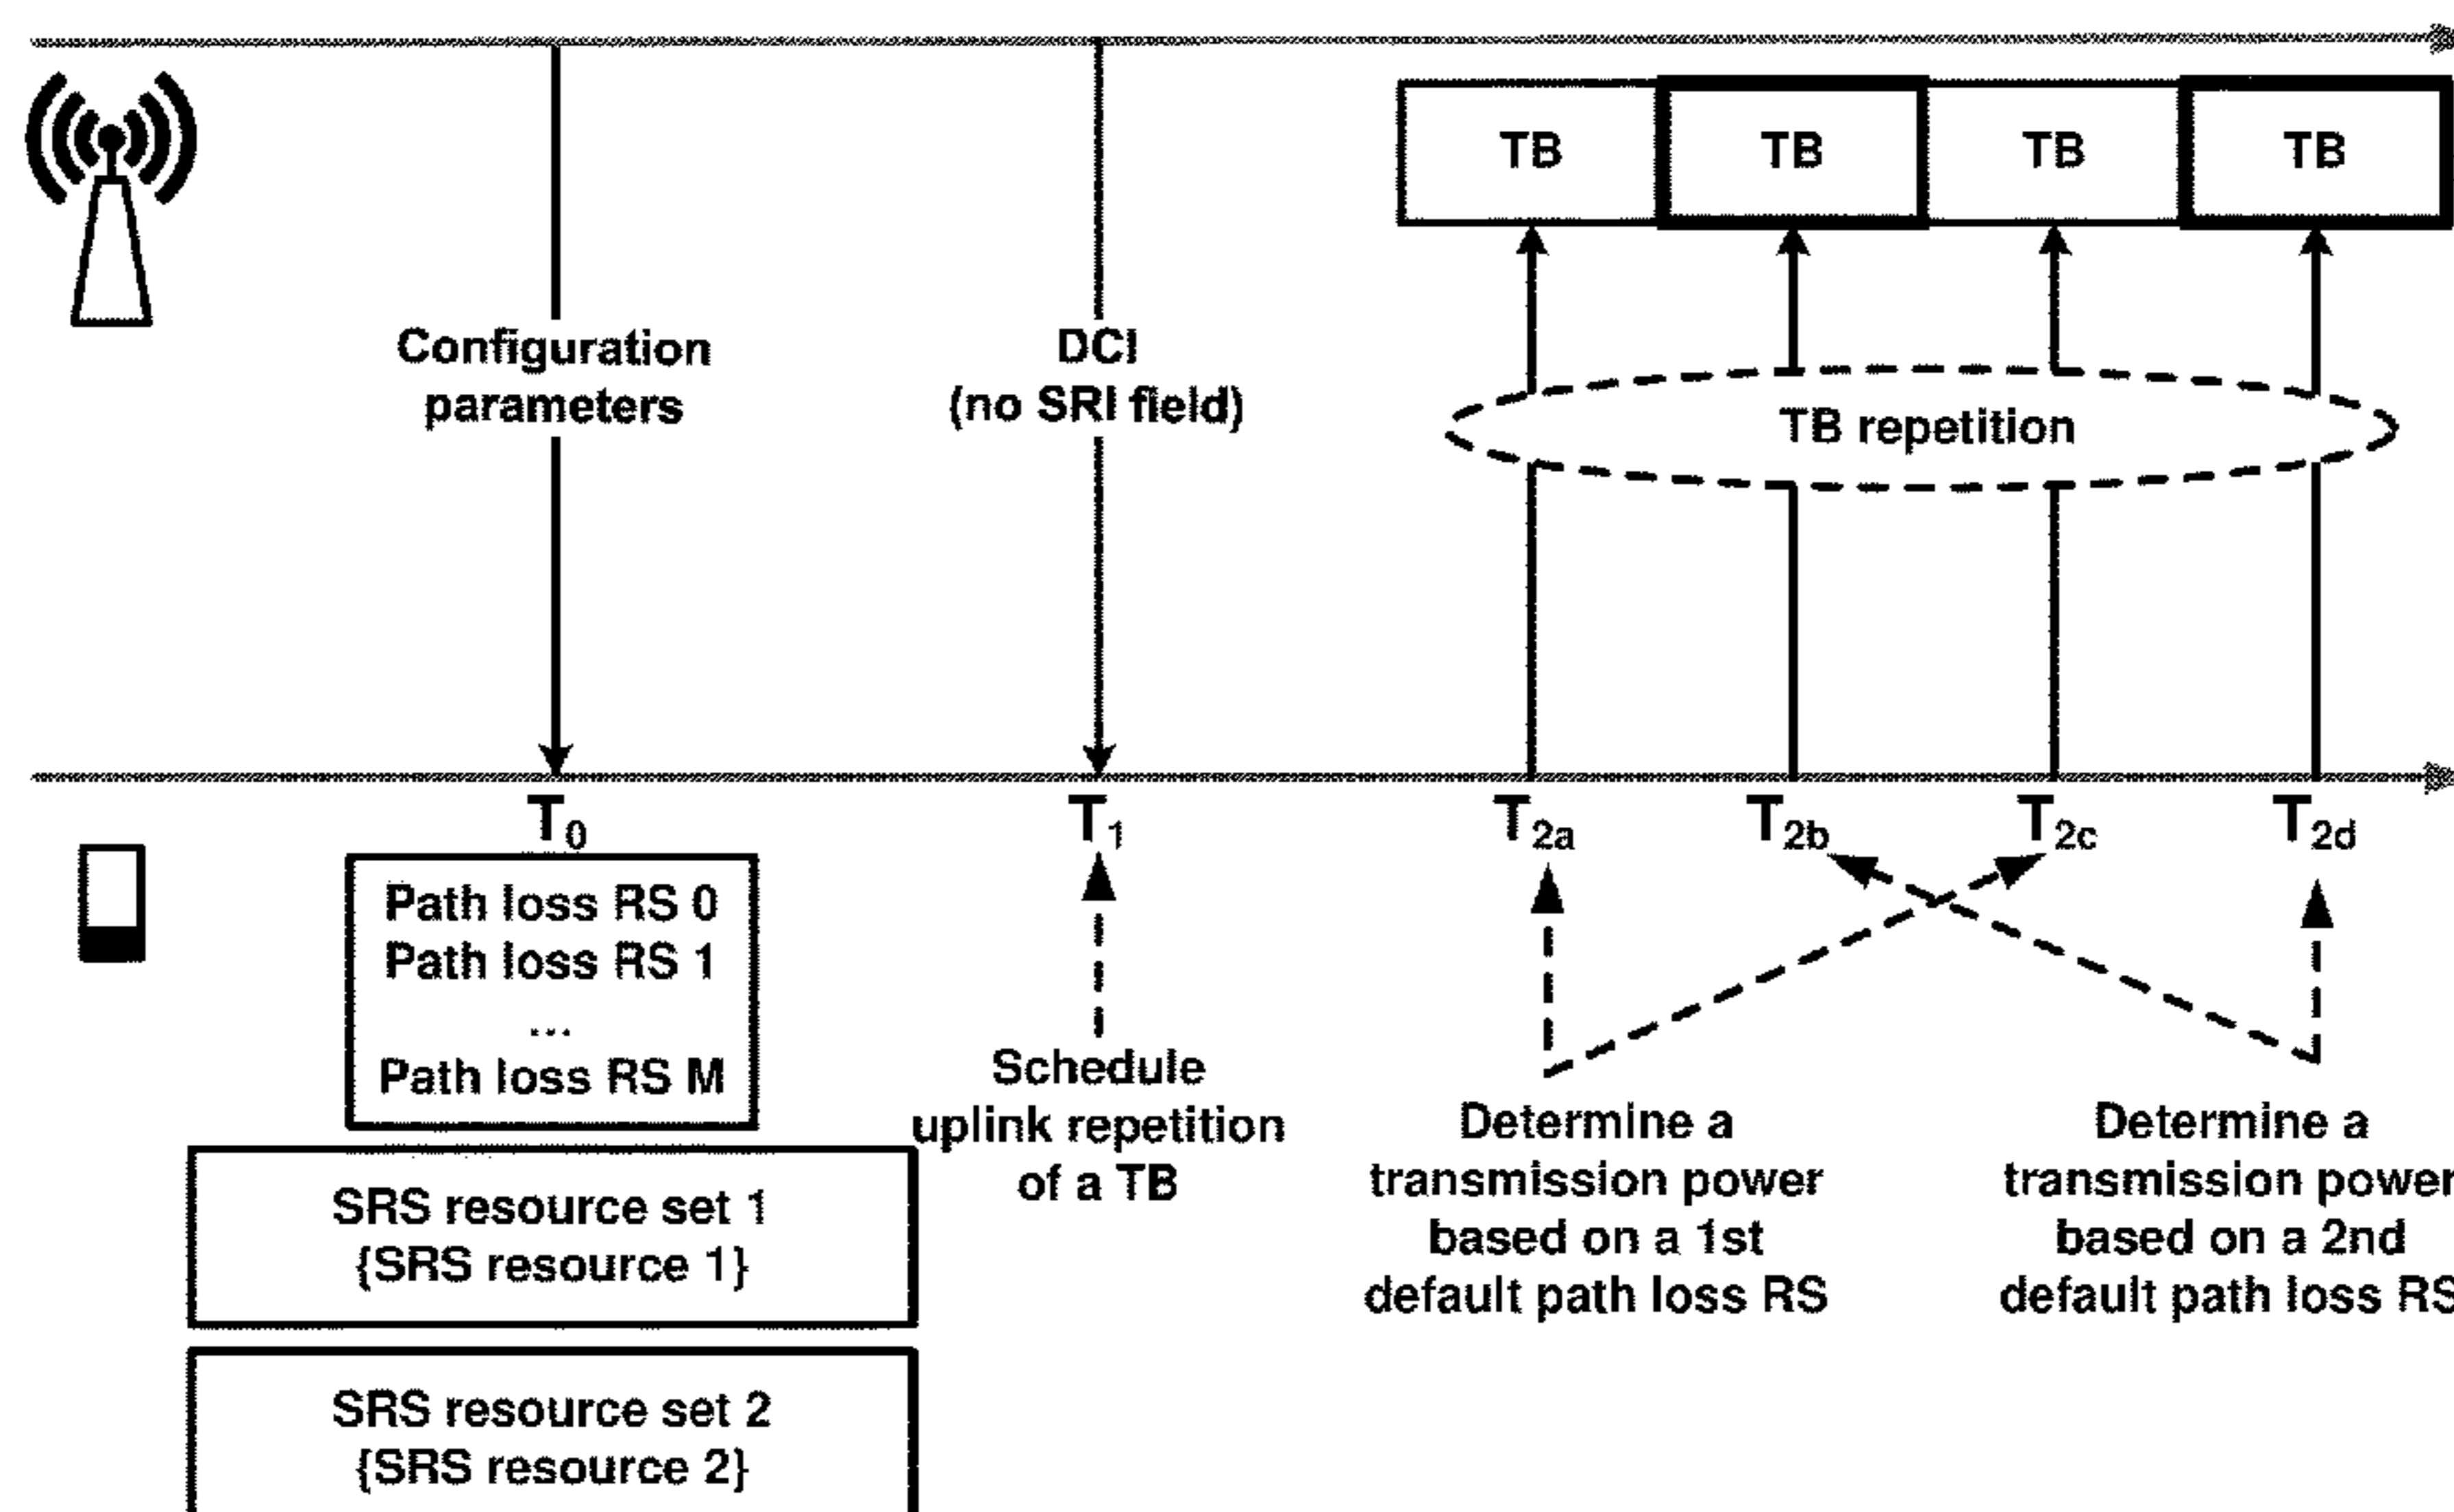 TB TB TB TB
Configuration
parameters
DCI
(no SRI field)
TB repetition
T0 T1 T2a T2b T2c T2d
Path loss RS 0
Path loss RS 1
...
Path loss RS M
Schedule
uplink repetition
of a TB
Determine a
transmission power
based on a 1st
default path loss RS
Determine a
transmission power
based on a 2nd
default path loss RS
SRS resource set 1
{SRS resource 1}
SRS resource set 2
{SRS resource 2}